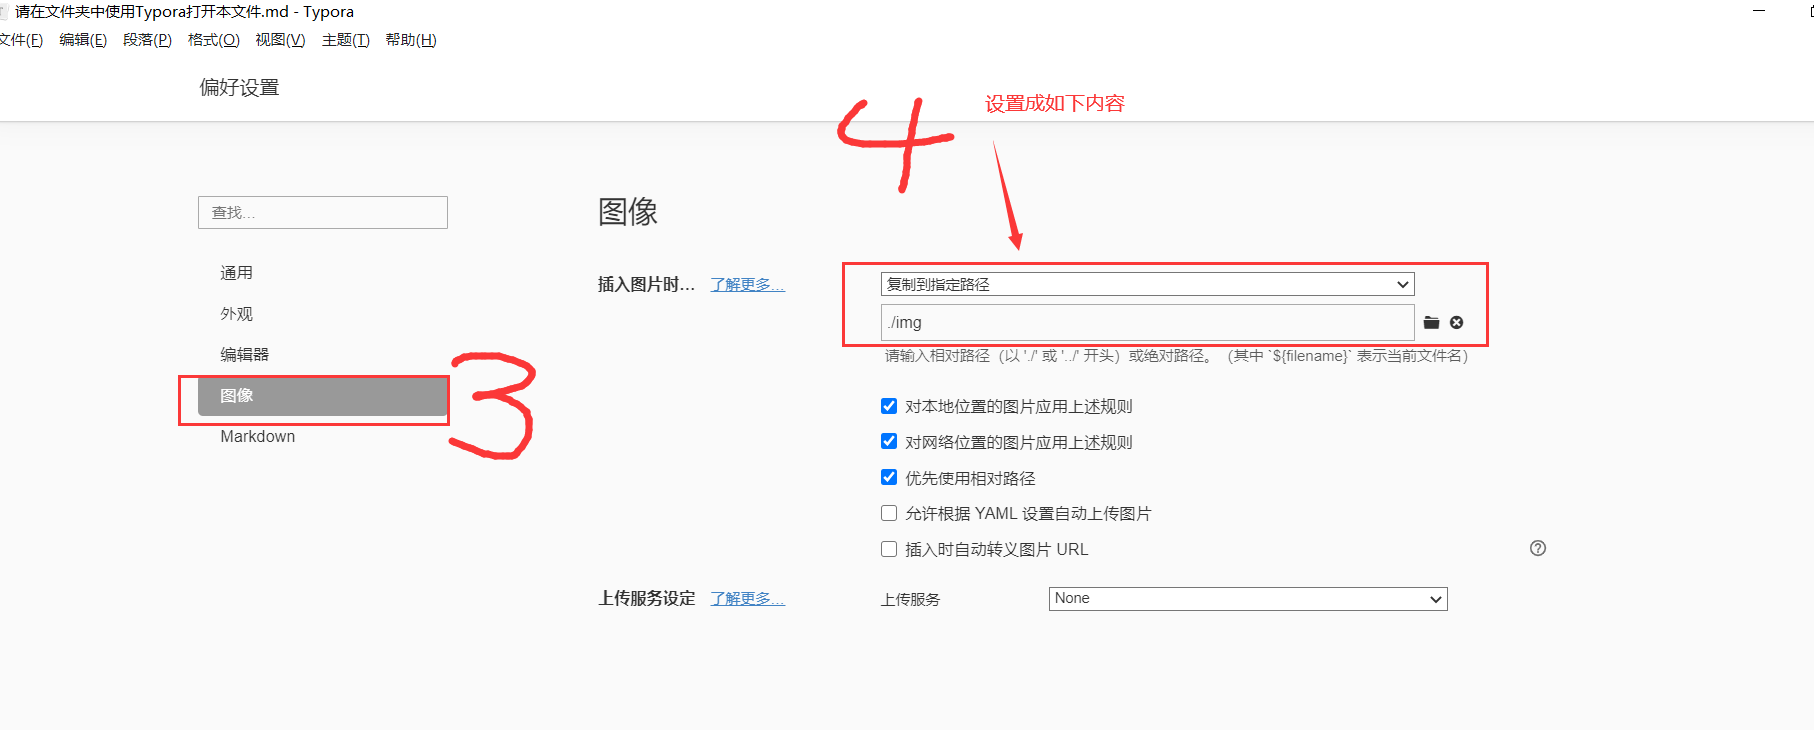 请在文件夹中使用Typora打开本文件.md - Typora
文件(F) 编辑(E) 段落(P) 格式(O) 视图(V) 主题(T) 帮助(H)
偏好设置
4
设置成如下内容
查找...
通用
外观
编辑器
图像
Markdown
3
图像
插入图片时... 了解更多...
复制到指定路径
./img
请输入相对路径（以 './' 或 '../' 开头）或绝对路径。（其中 `${filename}` 表示当前文件名）
对本地位置的图片应用上述规则
对网络位置的图片应用上述规则
优先使用相对路径
允许根据 YAML 设置自动上传图片
插入时自动转义图片 URL
上传服务设定 了解更多...
上传服务 None